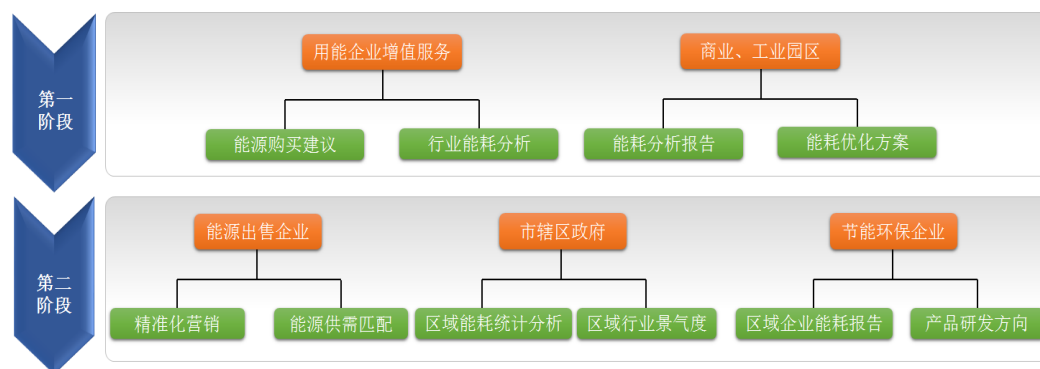 第一
阶段
用能企业增值服务
商业、工业园区
能源购买建议
行业能耗分析
能耗分析报告
能耗优化方案
第二
阶段
能源出售企业
市辖区政府
节能环保企业
精准化营销
能源供需匹配
区域能耗统计分析
区域行业景气度
区域企业能耗报告
产品研发方向